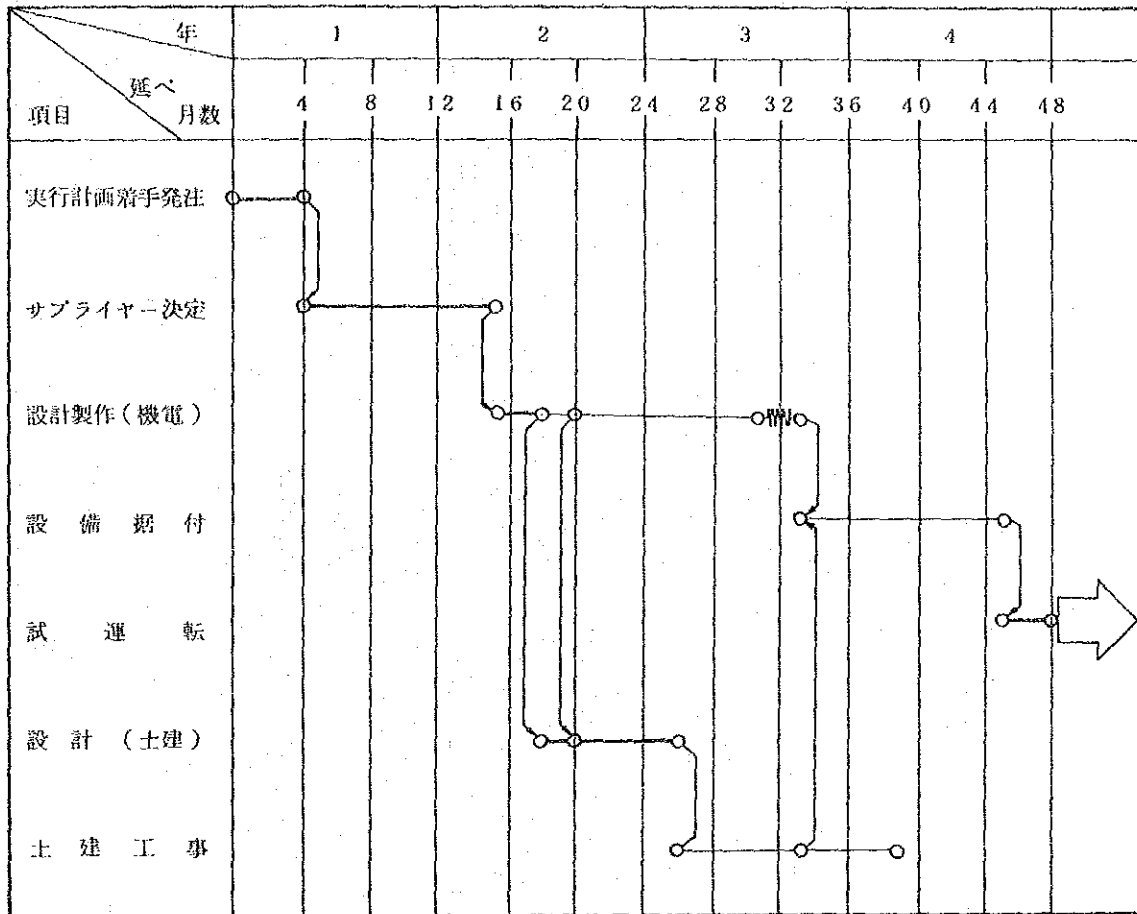 年 1 2 3 4
延べ
項目 月数 4 8 12 16 20 24 28 32 36 40 44 48
実行計画着手発注
サプライヤー決定
設計製作(機電)
設備据付
試運転
設計(土建)
土建工事